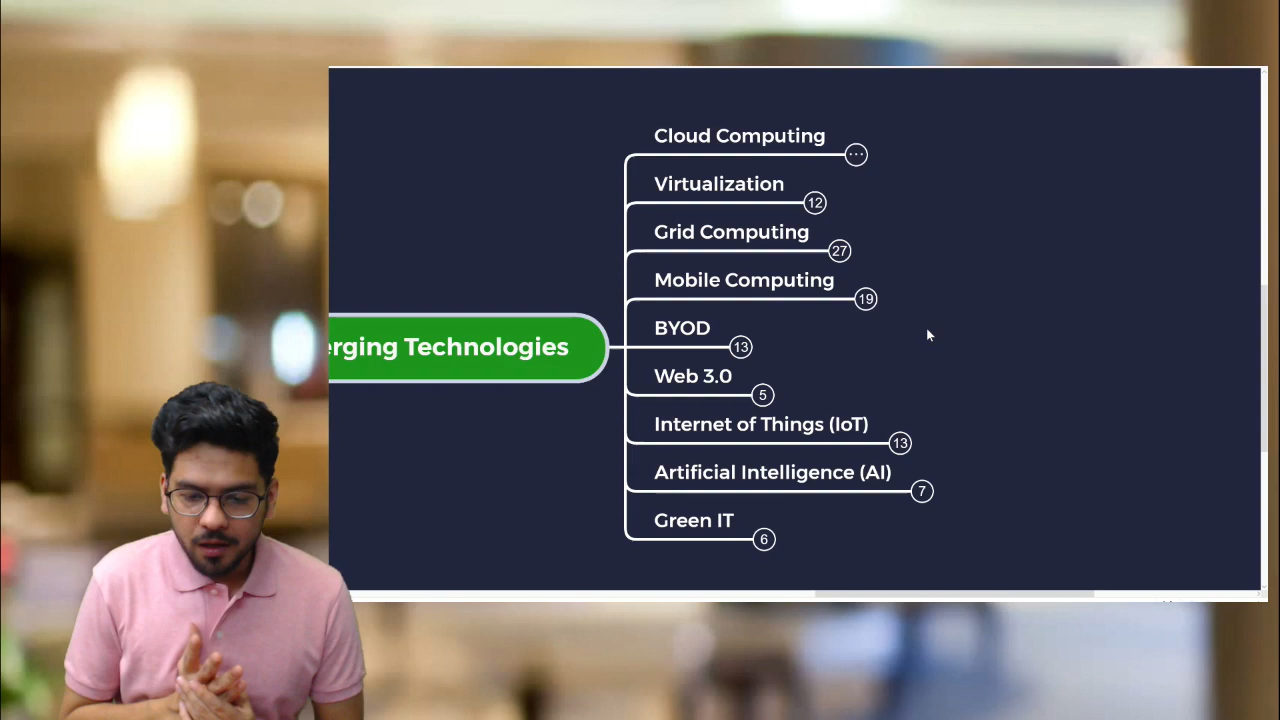 Cloud Computing
...
Virtualization
12
Grid Computing
27
Mobile Computing
19
BYOD
13
erging Technologies
Web 3.0
5
Internet of Things (IoT)
13
Artificial Intelligence (AI)
7
Green IT
6